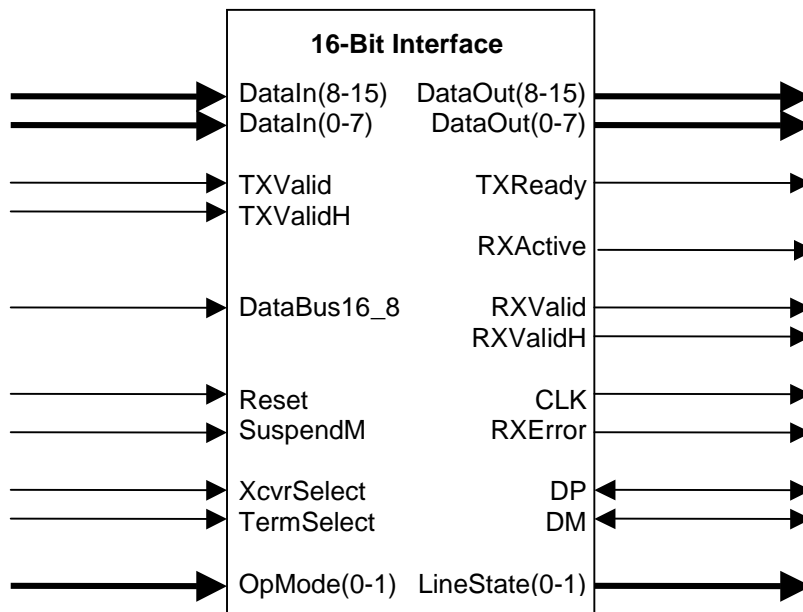 16-Bit Interface
DataIn(8-15) DataOut(8-15)
DataIn(0-7) DataOut(0-7)
TXValid TXReady
TXValidH
RXActive
DataBus16_8 RXValid
RXValidH
Reset CLK
SuspendM RXError
XcvrSelect DP
TermSelect DM
OpMode(0-1) LineState(0-1)